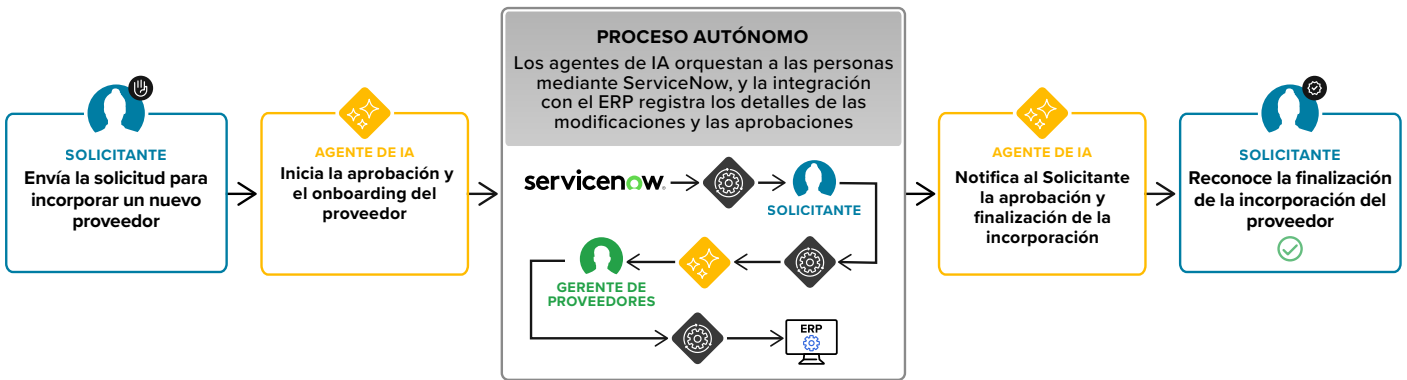 SOLICITANTE
Envía la solicitud para
incorporar un nuevo
proveedor
AGENTE DE IA
Inicia la aprobación y
el onboarding del
proveedor
PROCESO AUTÓNOMO
Los agentes de IA orquestan a las personas
mediante ServiceNow, y la integración
con el ERP registra los detalles de las
modificaciones y las aprobaciones
servicenow.
SOLICITANTE
GERENTE DE
PROVEEDORES
ERP
AGENTE DE IA
Notifica al Solicitante
la aprobación y
finalización de la
incorporación
SOLICITANTE
Reconoce la finalización
de la incorporación del
proveedor